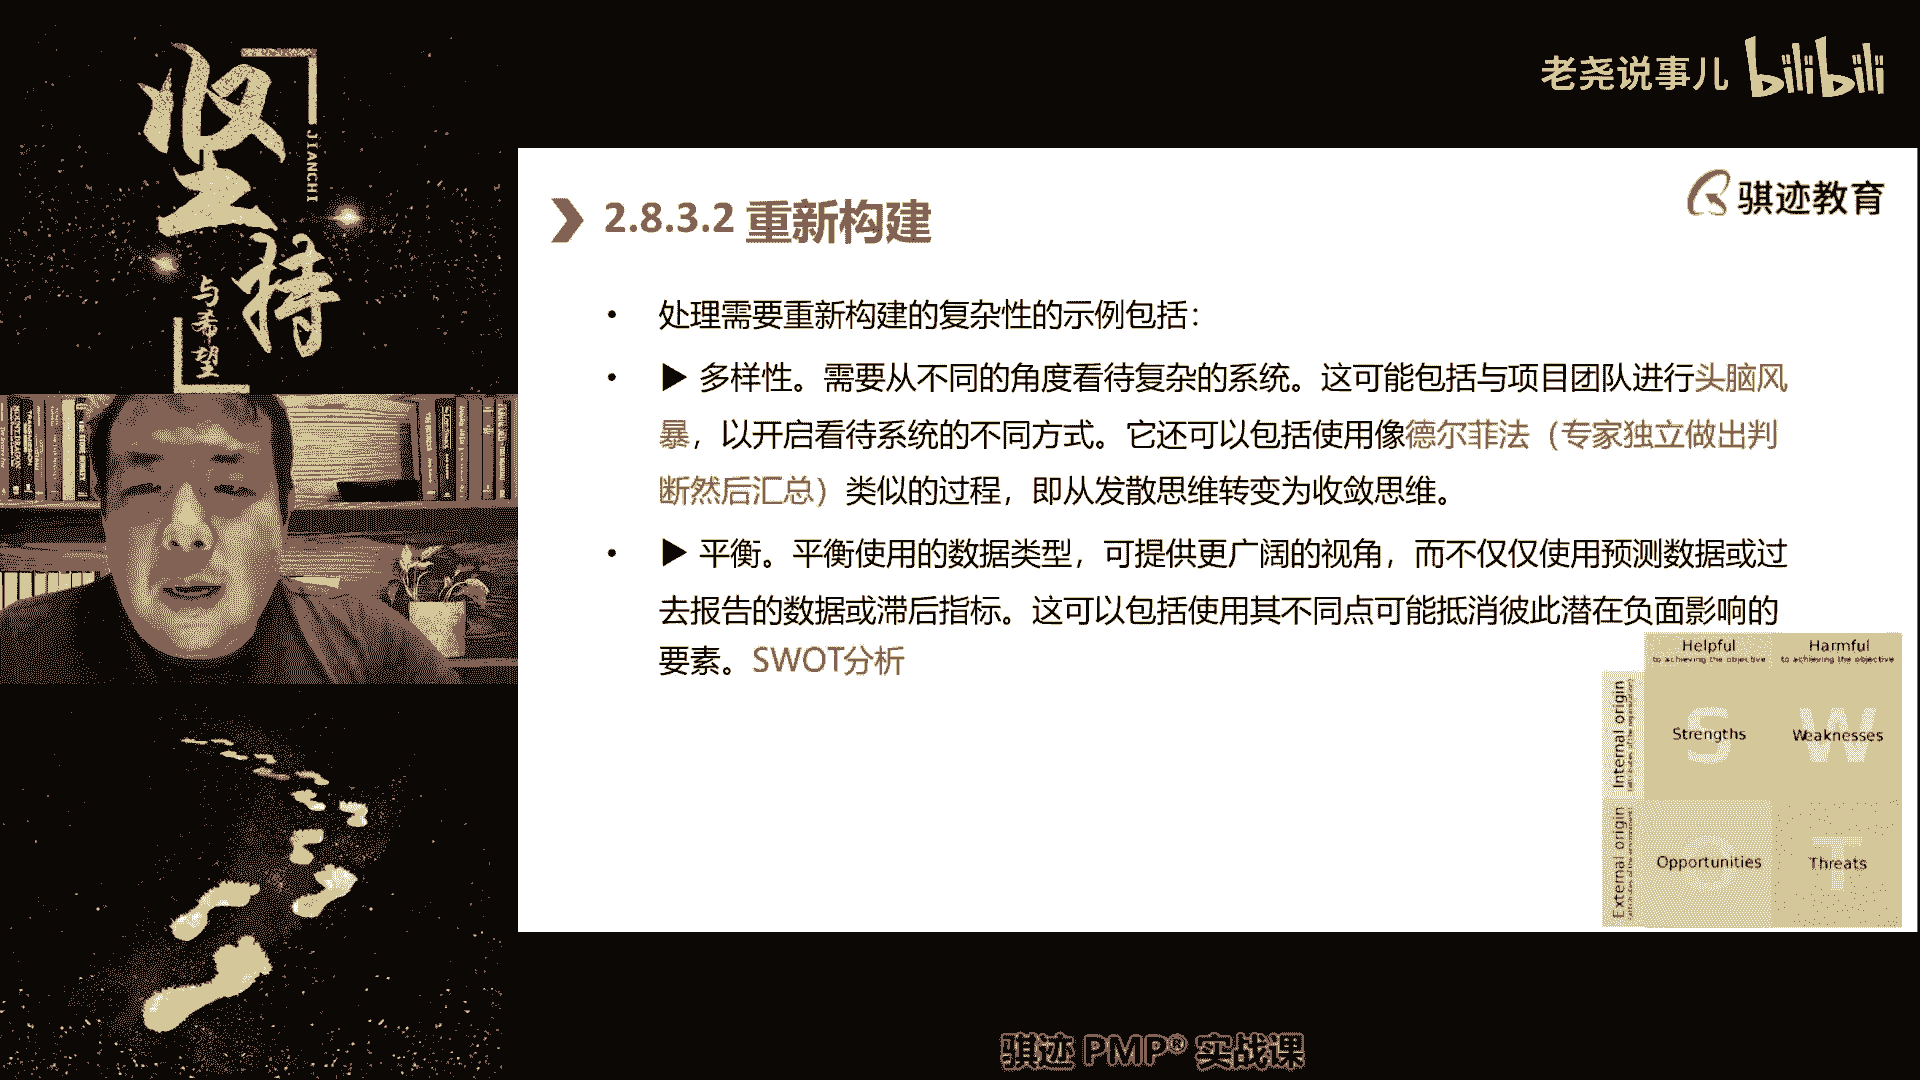 坚持
JIANCHI
与希望
老尧说事儿 bilibili
骐迹教育
2.8.3.2 重新构建
• 处理需要重新构建的复杂性的示例包括：
• ▶ 多样性。需要从不同的角度看待复杂的系统。这可能包括与项目团队进行头脑风
暴，以开启看待系统的不同方式。它还可以包括使用像德尔菲法（专家独立做出判
断然后汇总）类似的过程，即从发散思维转变为收敛思维。
• ▶ 平衡。平衡使用的数据类型，可提供更广阔的视角，而不仅仅使用预测数据或过
去报告的数据或滞后指标。这可以包括使用其不同点可能抵消彼此潜在负面影响的
要素。SWOT分析
Helpful
to achieving the objective
Harmful
to achieving the objective
Internal origin
S
Strengths
W
Weaknesses
External origin
O
Opportunities
T
Threats
骐迹 PMP® 实战课